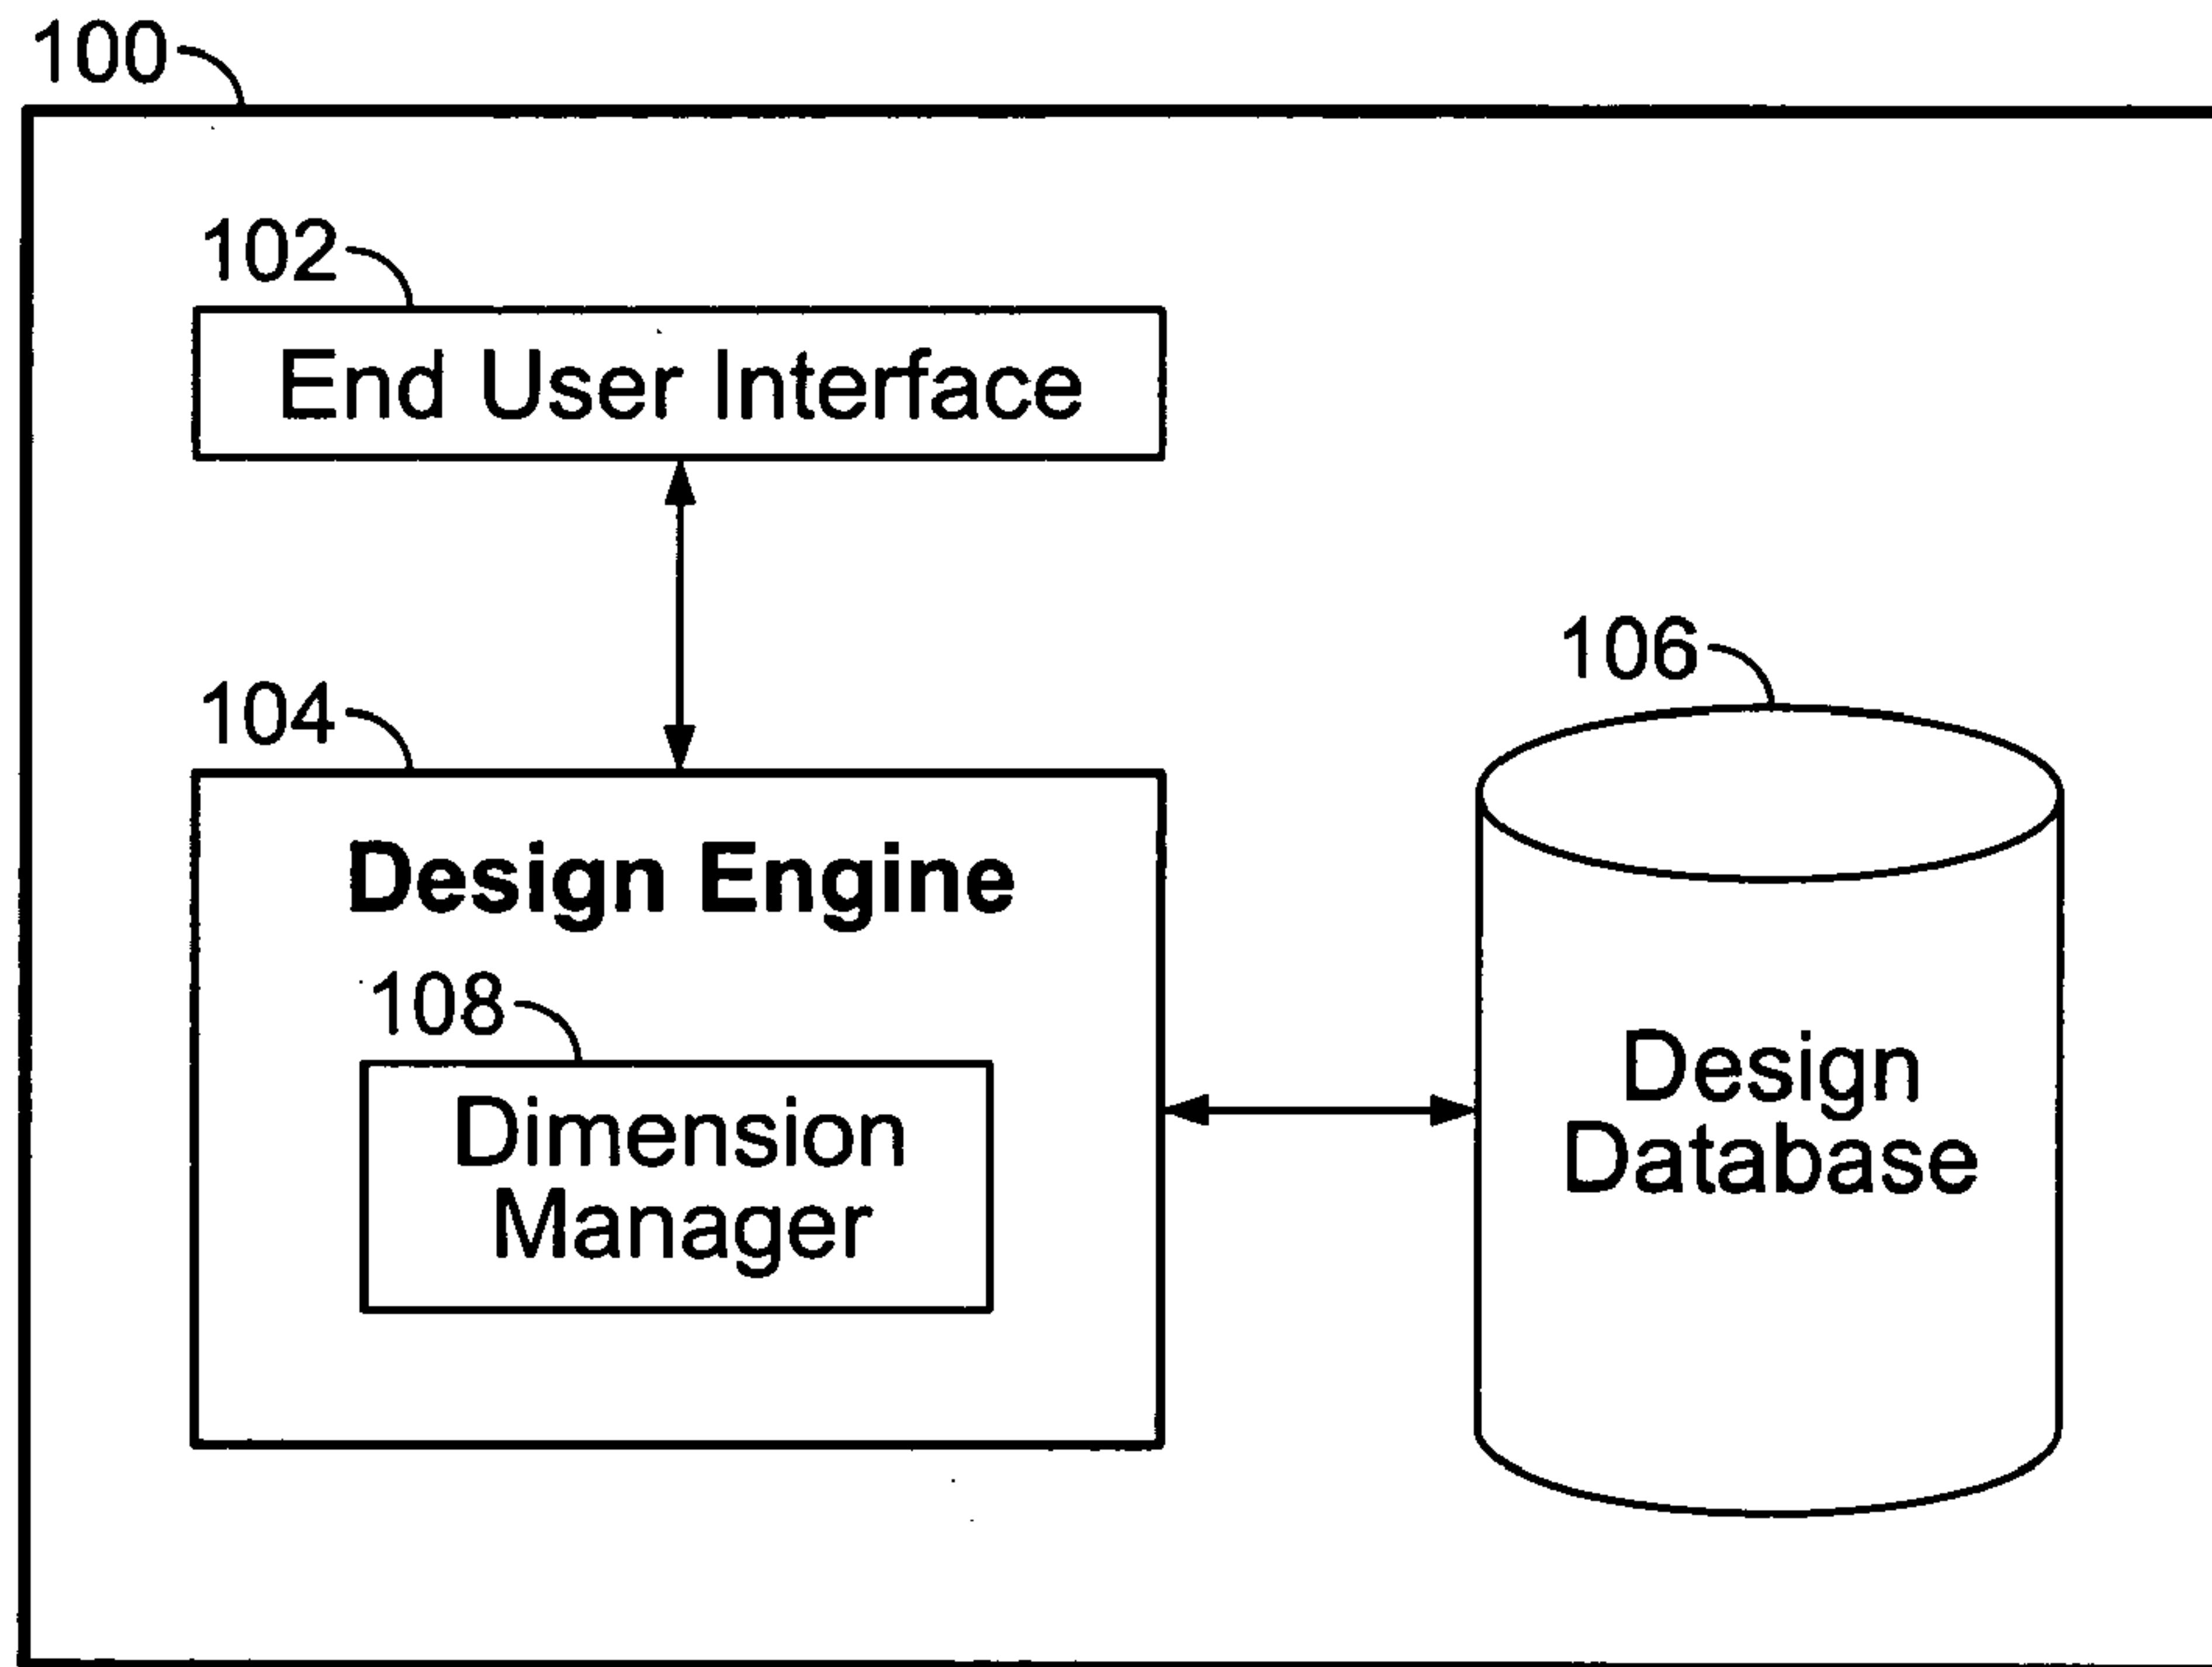 100
102
End User Interface
104
106
Design Engine
108
Dimension
Manager
Design
Database